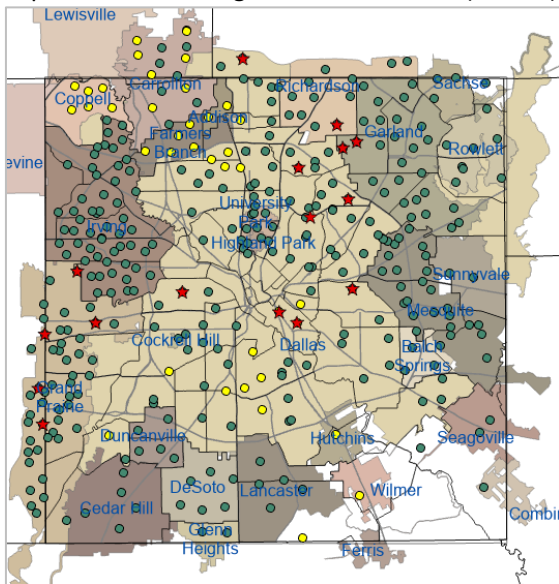 Lewisville
Carrollton
Coppell
Richardson
Sachse
Addison
Farmers
Branch
Garland
Rowlett
evine
University
Park
Irving
Highland Park
Sunnyvale
Mesquite
Cockrell Hill
Dallas
Balch
Springs
Grand
Prairie
Duncanville
Hutchins
Seagoville
DeSoto
Lancaster
Wilmer
Cedar Hill
Combin
Glenn
Heights
Ferris